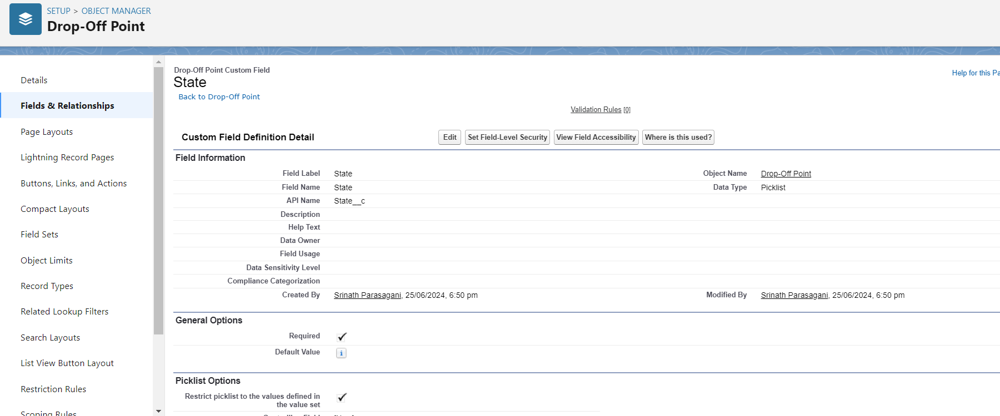 SETUP > OBJECT MANAGER
Drop-Off Point
Details
Fields & Relationships
Page Layouts
Lightning Record Pages
Buttons, Links, and Actions
Compact Layouts
Field Sets
Object Limits
Record Types
Related Lookup Filters
Search Layouts
List View Button Layout
Restriction Rules
Scoping Rules
Drop-Off Point Custom Field
State
Help for this Pa
Back to Drop-Off Point
Validation Rules [0]
Custom Field Definition Detail Edit Set Field-Level Security View Field Accessibility Where is this used?
Field Information
Field Label State Object Name Drop-Off Point
Field Name State Data Type Picklist
API Name State__c
Description
Help Text
Data Owner
Field Usage
Data Sensitivity Level
Compliance Categorization
Created By Srinath Parasagani, 25/06/2024, 6:50 pm Modified By Srinath Parasagani, 25/06/2024, 6:50 pm
General Options
Required
Default Value
Picklist Options
Restrict picklist to the values defined in
the value set